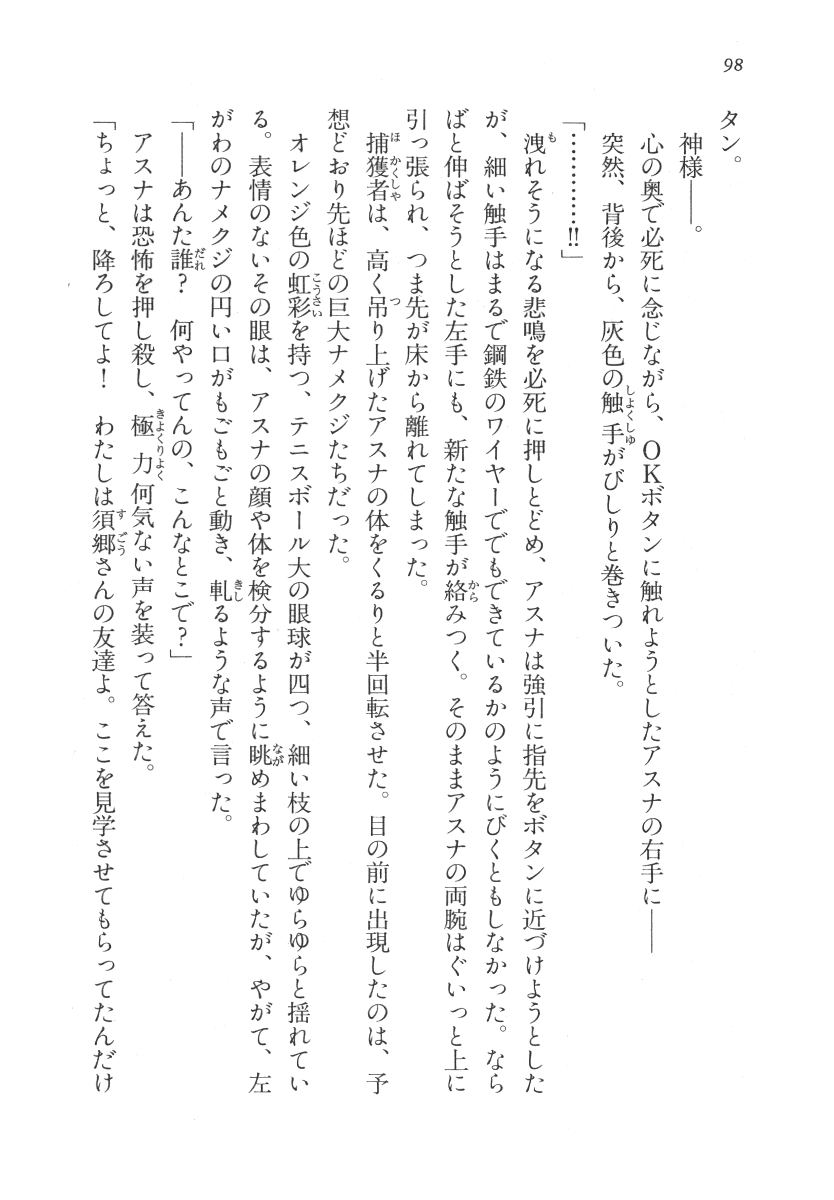 98
タン。
神様――。
心の奥で必死に念じながら、OKボタンに触れようとしたアスナの右手に――
突然、背後から、灰色の触手がびしりと巻きついた。
「…………!!」
洩れそうになる悲鳴を必死に押しとどめ、アスナは強引に指先をボタンに近づけようとした
が、細い触手はまるで鋼鉄のワイヤーででもできているかのようにびくともしなかった。なら
ばと伸ばそうとした左手にも、新たな触手が絡みつく。そのままアスナの両腕はぐいっと上に
引っ張られ、つま先が床から離れてしまった。
捕獲者は、高く吊り上げたアスナの体をくるりと半回転させた。目の前に出現したのは、予
想どおり先ほどの巨大ナメクジたちだった。
オレンジ色の虹彩を持つ、テニスボール大の眼球が四つ、細い枝の上でゆらゆらと揺れてい
る。表情のないその眼は、アスナの顔や体を検分するように眺めまわしていたが、やがて、左
がわのナメクジの円い口がもごもごと動き、軋るような声で言った。
「――あんた誰? 何やってんの、こんなとこで?」
アスナは恐怖を押し殺し、極力何気ない声を装って答えた。
「ちょっと、降ろしてよ! わたしは須郷さんの友達よ。ここを見学させてもらってたんだけ